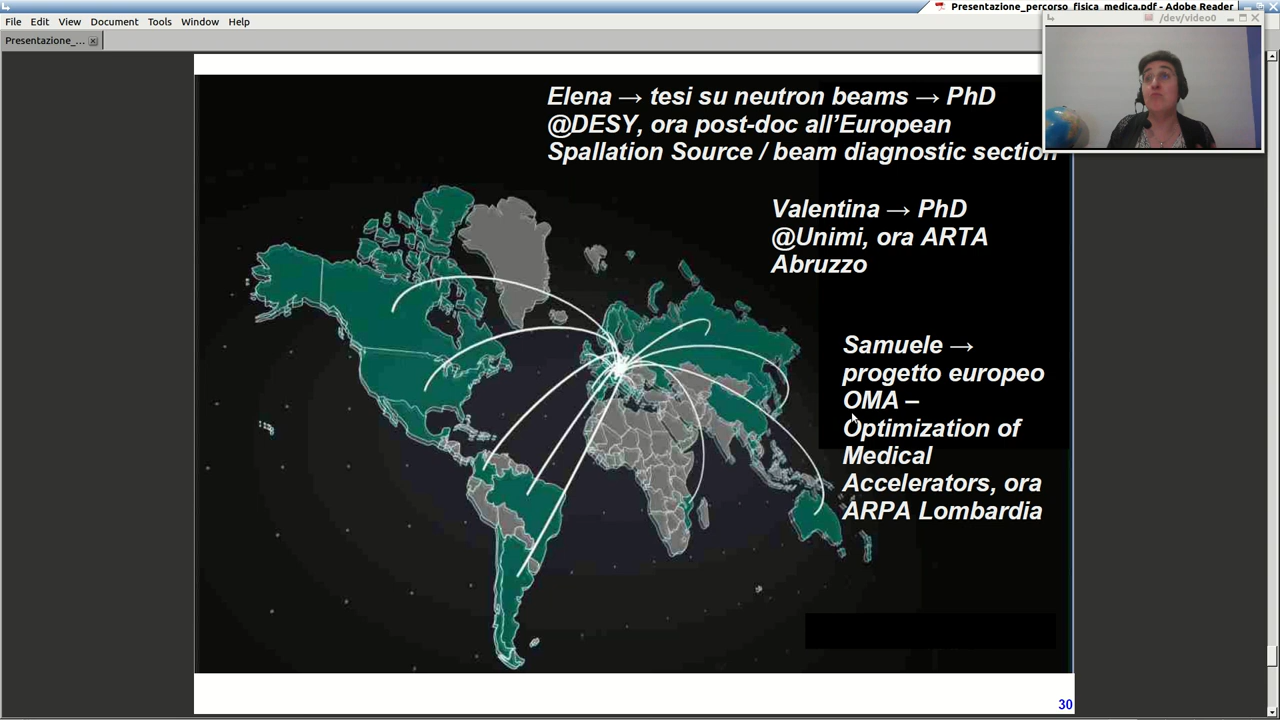 Presentazione_percorso_fisica_medica.pdf - Adobe Reader
File Edit View Document Tools Window Help
/dev/video0
Presentazione_...
Elena → tesi su neutron beams → PhD
@DESY, ora post-doc all’European
Spallation Source / beam diagnostic section
Valentina → PhD
@Unimi, ora ARTA
Abruzzo
Samuele →
progetto europeo
OMA –
Optimization of
Medical
Accelerators, ora
ARPA Lombardia
30